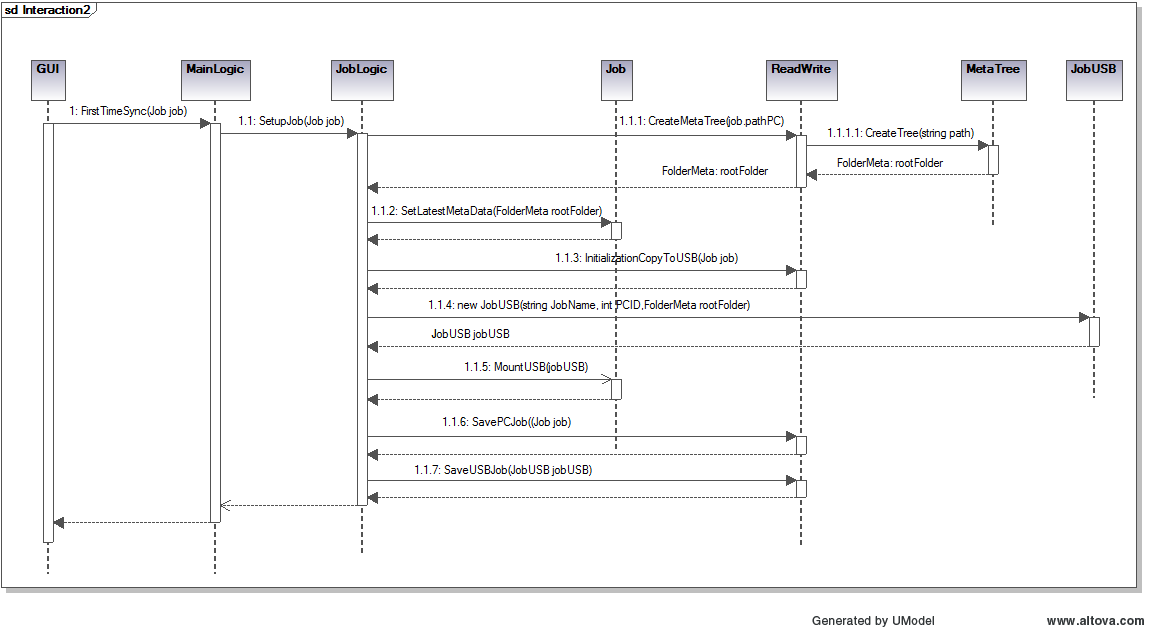 sd Interaction2
GUI
MainLogic
JobLogic
Job
ReadWrite
MetaTree
JobUSB
1: FirstTimeSync(Job job)
1.1: SetupJob(Job job)
1.1.1: CreateMetaTree(job.pathPC)
1.1.1.1: CreateTree(string path)
FolderMeta: rootFolder
FolderMeta: rootFolder
1.1.2: SetLatestMetaData(FolderMeta rootFolder)
1.1.3: InitializationCopyToUSB(Job job)
1.1.4: new JobUSB(string JobName, int PCID,FolderMeta rootFolder)
JobUSB jobUSB
1.1.5: MountUSB(jobUSB)
1.1.6: SavePCJob((Job job)
1.1.7: SaveUSBJob(JobUSB jobUSB)
Generated by UModel
www.altova.com